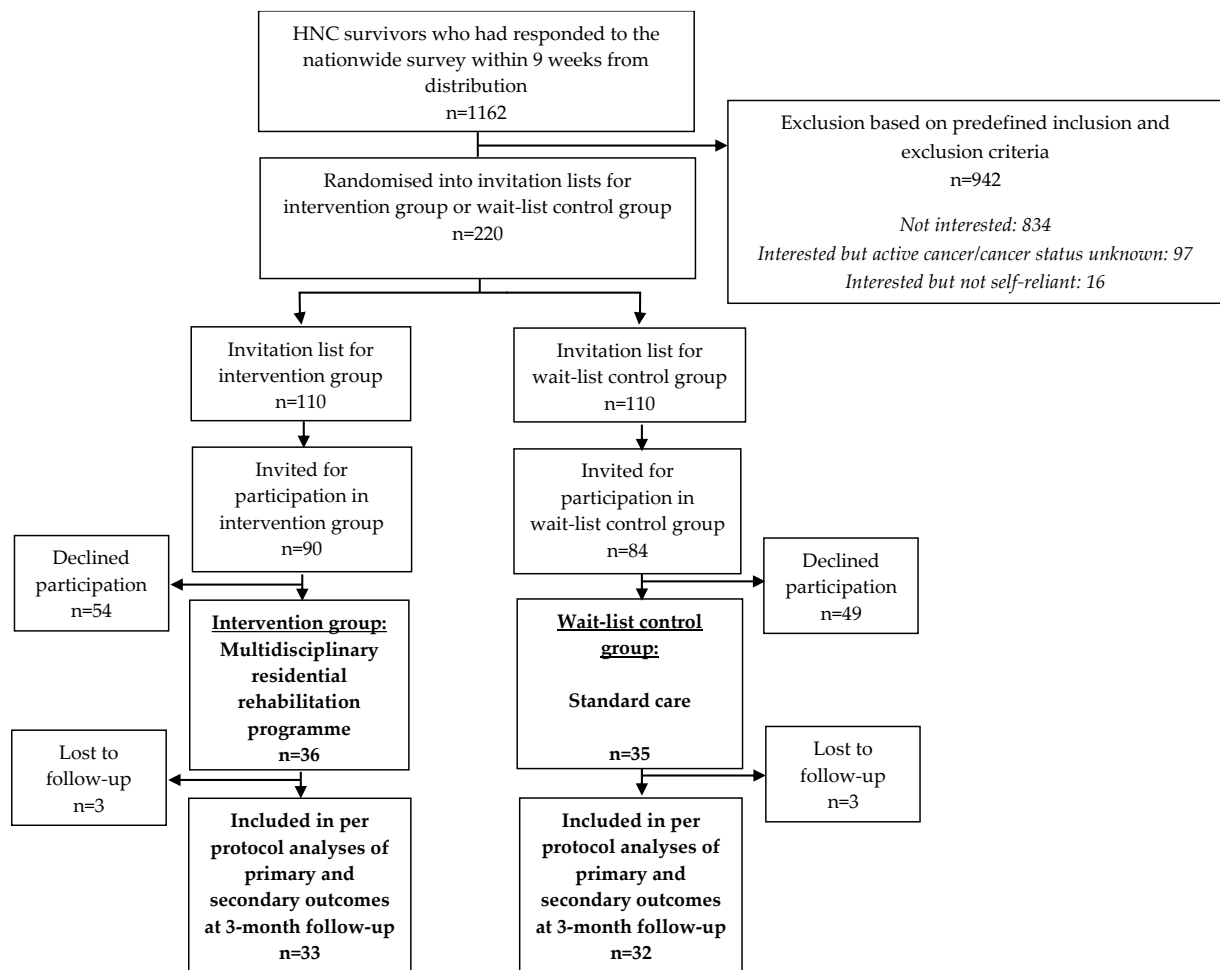 HNC survivors who had responded to the
nationwide survey within 9 weeks from
distribution
n=1162
Exclusion based on predefined inclusion and
exclusion criteria
n=942
Not interested: 834
Interested but active cancer/cancer status unknown: 97
Interested but not self-reliant: 16
Randomised into invitation lists for
intervention group or wait-list control group
n=220
Invitation list for
intervention group
n=110
Invitation list for
wait-list control group
n=110
Invited for
participation in
intervention group
n=90
Invited for
participation in
wait-list control group
n=84
Declined
participation
n=54
Declined
participation
n=49
Intervention group:
Multidisciplinary
residential
rehabilitation
programme
n=36
Wait-list control
group:
Standard care
n=35
Lost to
follow-up
n=3
Lost to
follow-up
n=3
Included in per
protocol analyses of
primary and
secondary outcomes
at 3-month follow-up
n=33
Included in per
protocol analyses of
primary and
secondary outcomes
at 3-month follow-up
n=32